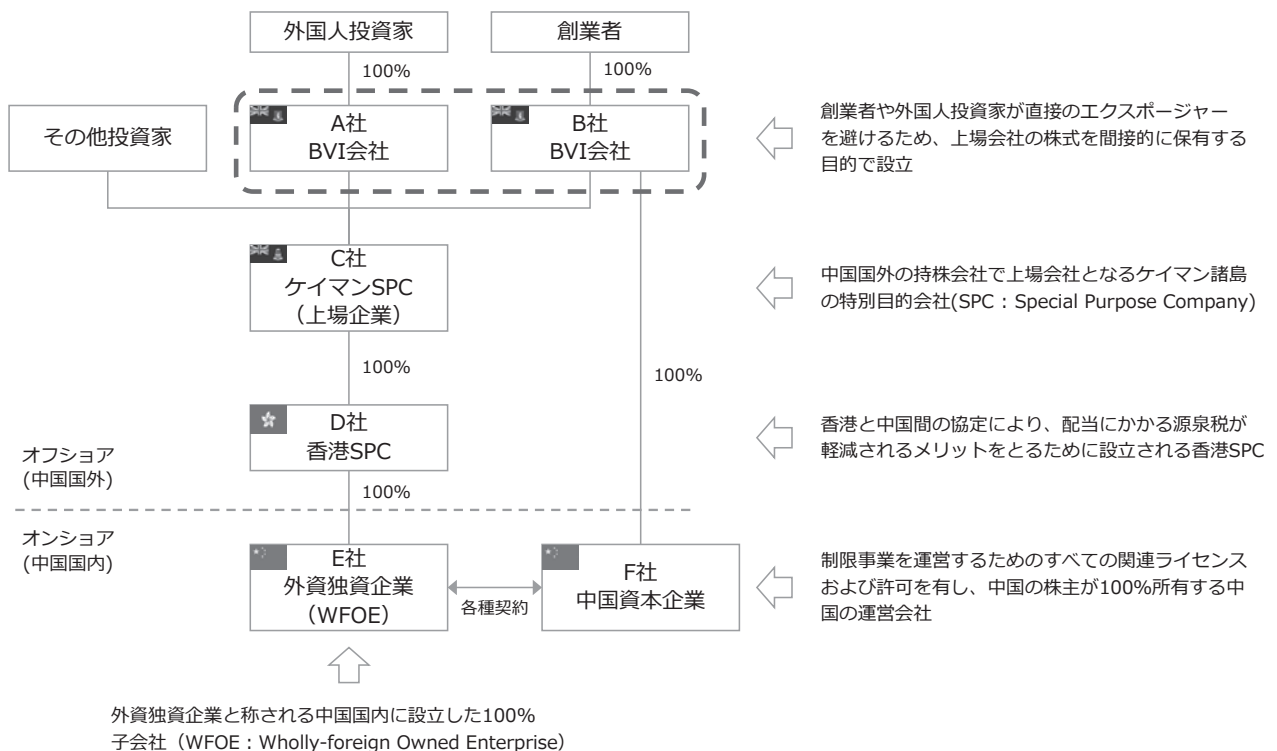 外国人投資家
創業者
100%
100%
その他投資家
A社
BVI会社
B社
BVI会社
創業者や外国人投資家が直接のエクスポージャー
を避けるため、上場会社の株式を間接的に保有する
目的で設立
C社
ケイマンSPC
（上場企業）
中国国外の持株会社で上場会社となるケイマン諸島
の特別目的会社(SPC：Special Purpose Company)
100%
100%
D社
香港SPC
香港と中国間の協定により、配当にかかる源泉税が
軽減されるメリットをとるために設立される香港SPC
オフショア
(中国国外)
100%
オンショア
(中国国内)
E社
外資独資企業
（WFOE）
各種契約
F社
中国資本企業
制限事業を運営するためのすべての関連ライセンス
および許可を有し、中国の株主が100%所有する中
国の運営会社
外資独資企業と称される中国国内に設立した100%
子会社（WFOE：Wholly-foreign Owned Enterprise）